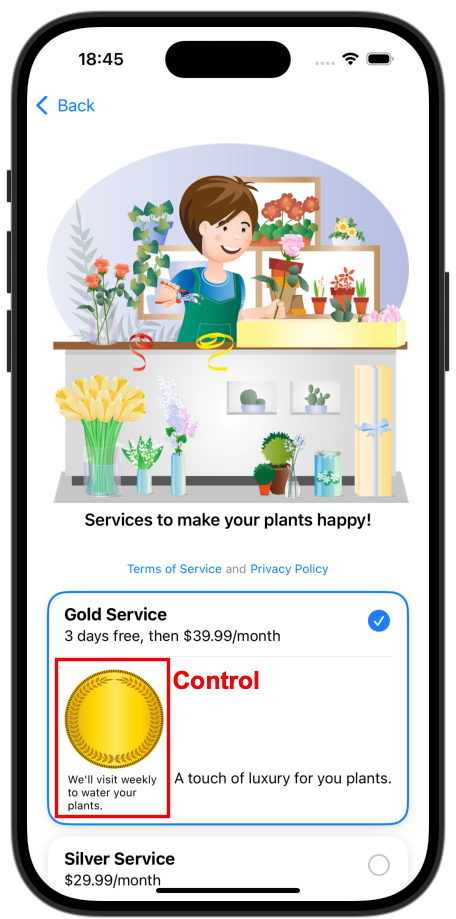 18:45
Back
Services to make your plants happy!
Terms of Service and Privacy Policy
Gold Service
3 days free, then $39.99/month
Control
We'll visit weekly
to water your
plants.
A touch of luxury for you plants.
Silver Service
$29.99/month